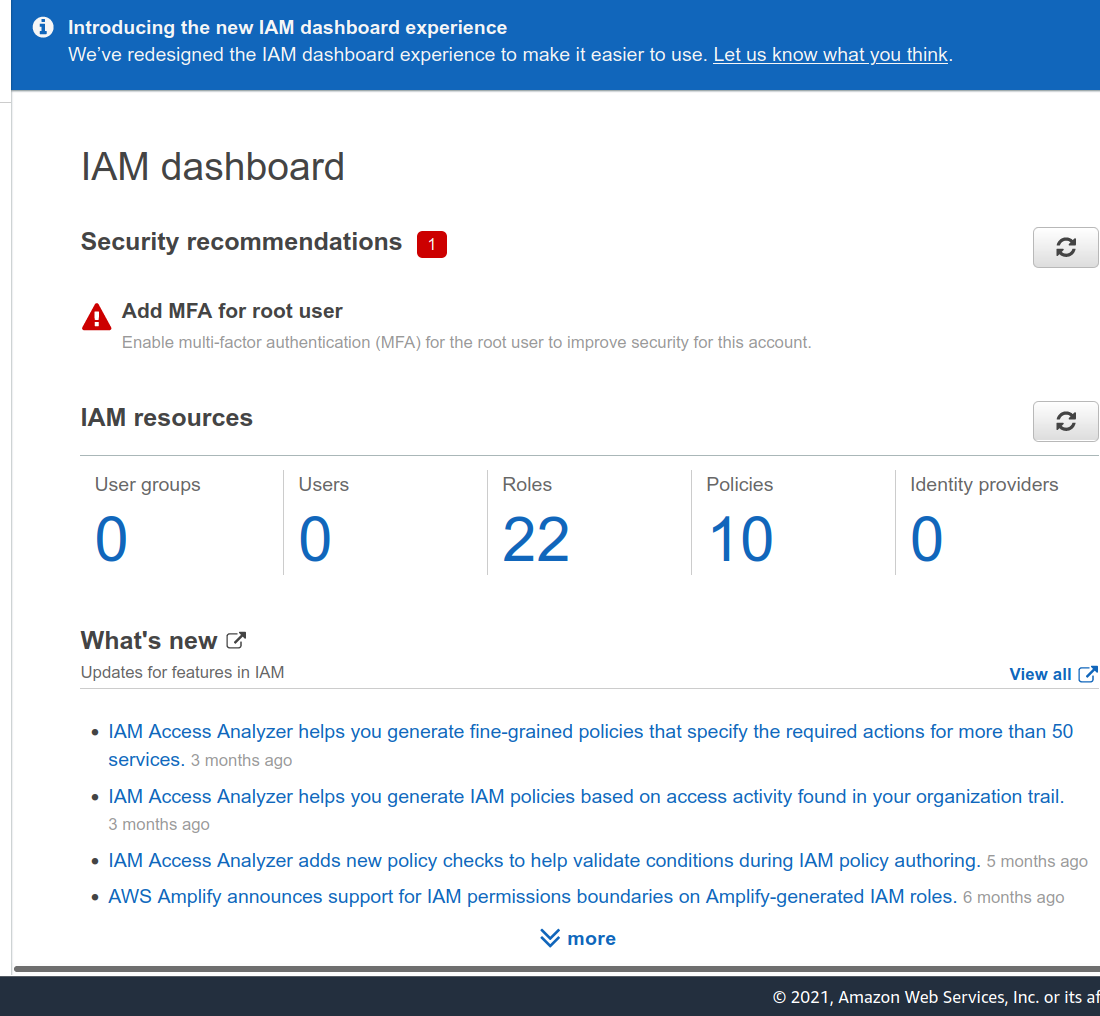 Introducing the new IAM dashboard experience
We've redesigned the IAM dashboard experience to make it easier to use. Let us know what you think.
IAM dashboard
Security recommendations 1
Add MFA for root user
Enable multi-factor authentication (MFA) for the root user to improve security for this account.
IAM resources
User groups Users Roles Policies Identity providers
0 0 22 10 0
What's new
Updates for features in IAM
View all
IAM Access Analyzer helps you generate fine-grained policies that specify the required actions for more than 50
services. 3 months ago
IAM Access Analyzer helps you generate IAM policies based on access activity found in your organization trail.
3 months ago
IAM Access Analyzer adds new policy checks to help validate conditions during IAM policy authoring. 5 months ago
AWS Amplify announces support for IAM permissions boundaries on Amplify-generated IAM roles. 6 months ago
more
© 2021, Amazon Web Services, Inc. or its af